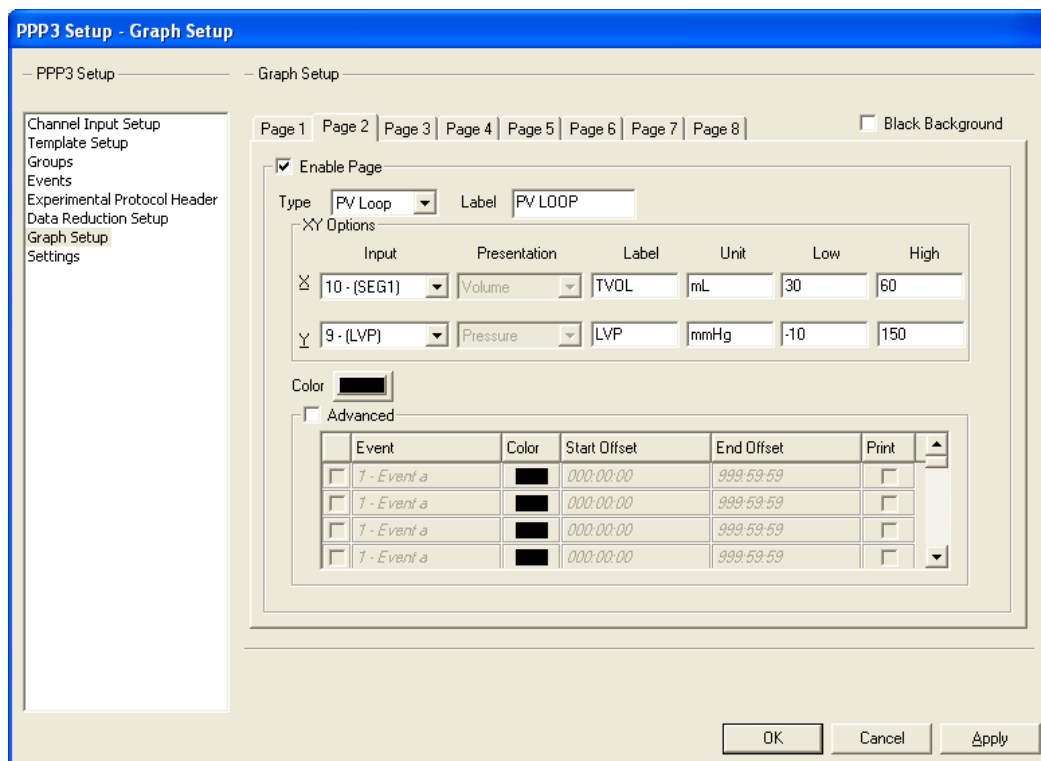 PPP3 Setup - Graph Setup
PPP3 Setup
Channel Input Setup
Template Setup
Groups
Events
Experimental Protocol Header
Data Reduction Setup
Graph Setup
Settings
Graph Setup
Page 1 Page 2 Page 3 Page 4 Page 5 Page 6 Page 7 Page 8 Black Background
Enable Page
Type PV Loop Label PV LOOP
XY Options
Input Presentation Label Unit Low High
X 10 - (SEG1) Volume TVOL mL 30 60
Y 9 - (LVP) Pressure LVP mmHg -10 150
Color
Advanced
Event Color Start Offset End Offset Print
1 - Event a 000:00:00 999:59:59
1 - Event a 000:00:00 999:59:59
1 - Event a 000:00:00 999:59:59
1 - Event a 000:00:00 999:59:59
OK Cancel Apply